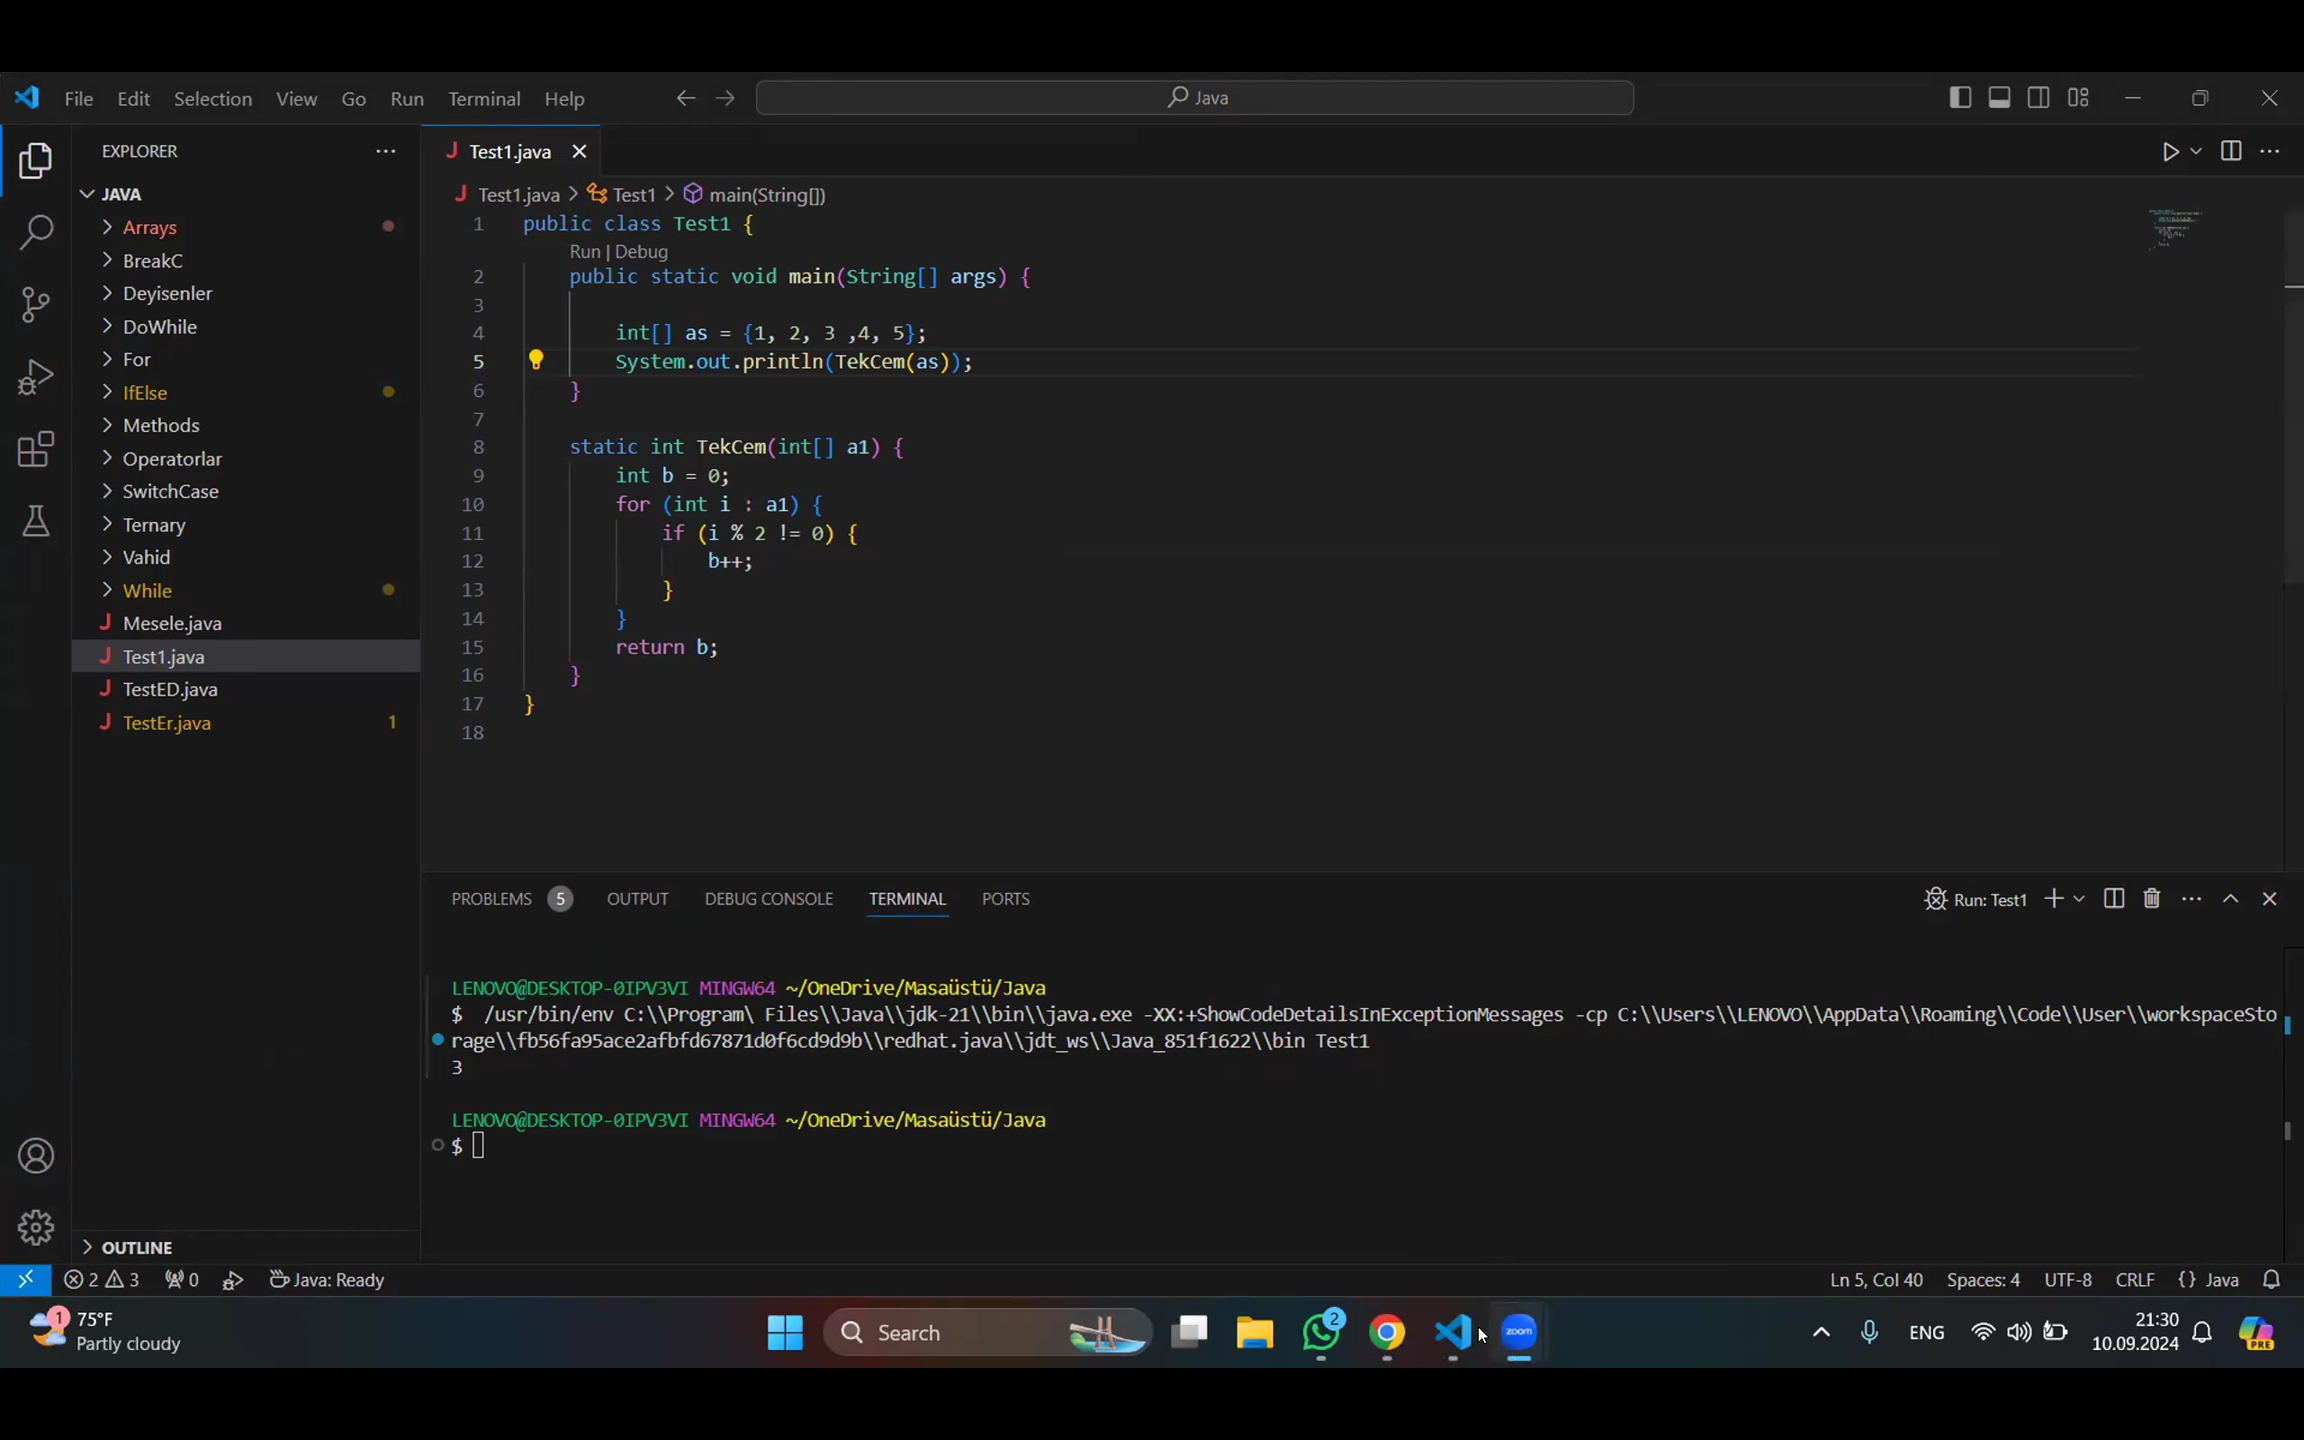 File Edit Selection View Go Run Terminal Help
Java
EXPLORER
JAVA
Arrays
BreakC
Deyisenler
DoWhile
For
IfElse
Methods
Operatorlar
SwitchCase
Ternary
Vahid
While
J Mesele.java
J Test1.java
J TestED.java
J TestEr.java 1
OUTLINE
J Test1.java
J Test1.java > Test1 > main(String[])
1 public class Test1 {
Run | Debug
2 public static void main(String[] args) {
3
4 int[] as = {1, 2, 3 ,4, 5};
5 System.out.println(TekCem(as));
6 }
7
8 static int TekCem(int[] a1) {
9 int b = 0;
10 for (int i : a1) {
11 if (i % 2 != 0) {
12 b++;
13 }
14 }
15 return b;
16 }
17 }
18
PROBLEMS 5 OUTPUT DEBUG CONSOLE TERMINAL PORTS
Run: Test1
LENOVO@DESKTOP-0IPV3VI MINGW64 ~/OneDrive/Masaüstü/Java
$ /usr/bin/env C:\\Program\ Files\\Java\\jdk-21\\bin\\java.exe -XX:+ShowCodeDetailsInExceptionMessages -cp C:\\Users\\LENOVO\\AppData\\Roaming\\Code\\User\\workspaceSto
rage\\fb56fa95ace2afbfd67871d0f6cd9d9b\\redhat.java\\jdt_ws\\Java_851f1622\\bin Test1
3
LENOVO@DESKTOP-0IPV3VI MINGW64 ~/OneDrive/Masaüstü/Java
$
2 3 0 Java: Ready
Ln 5, Col 40 Spaces: 4 UTF-8 CRLF {} Java
1
75°F
Partly cloudy
Search
2
zoom
ENG
21:30
10.09.2024
PRE